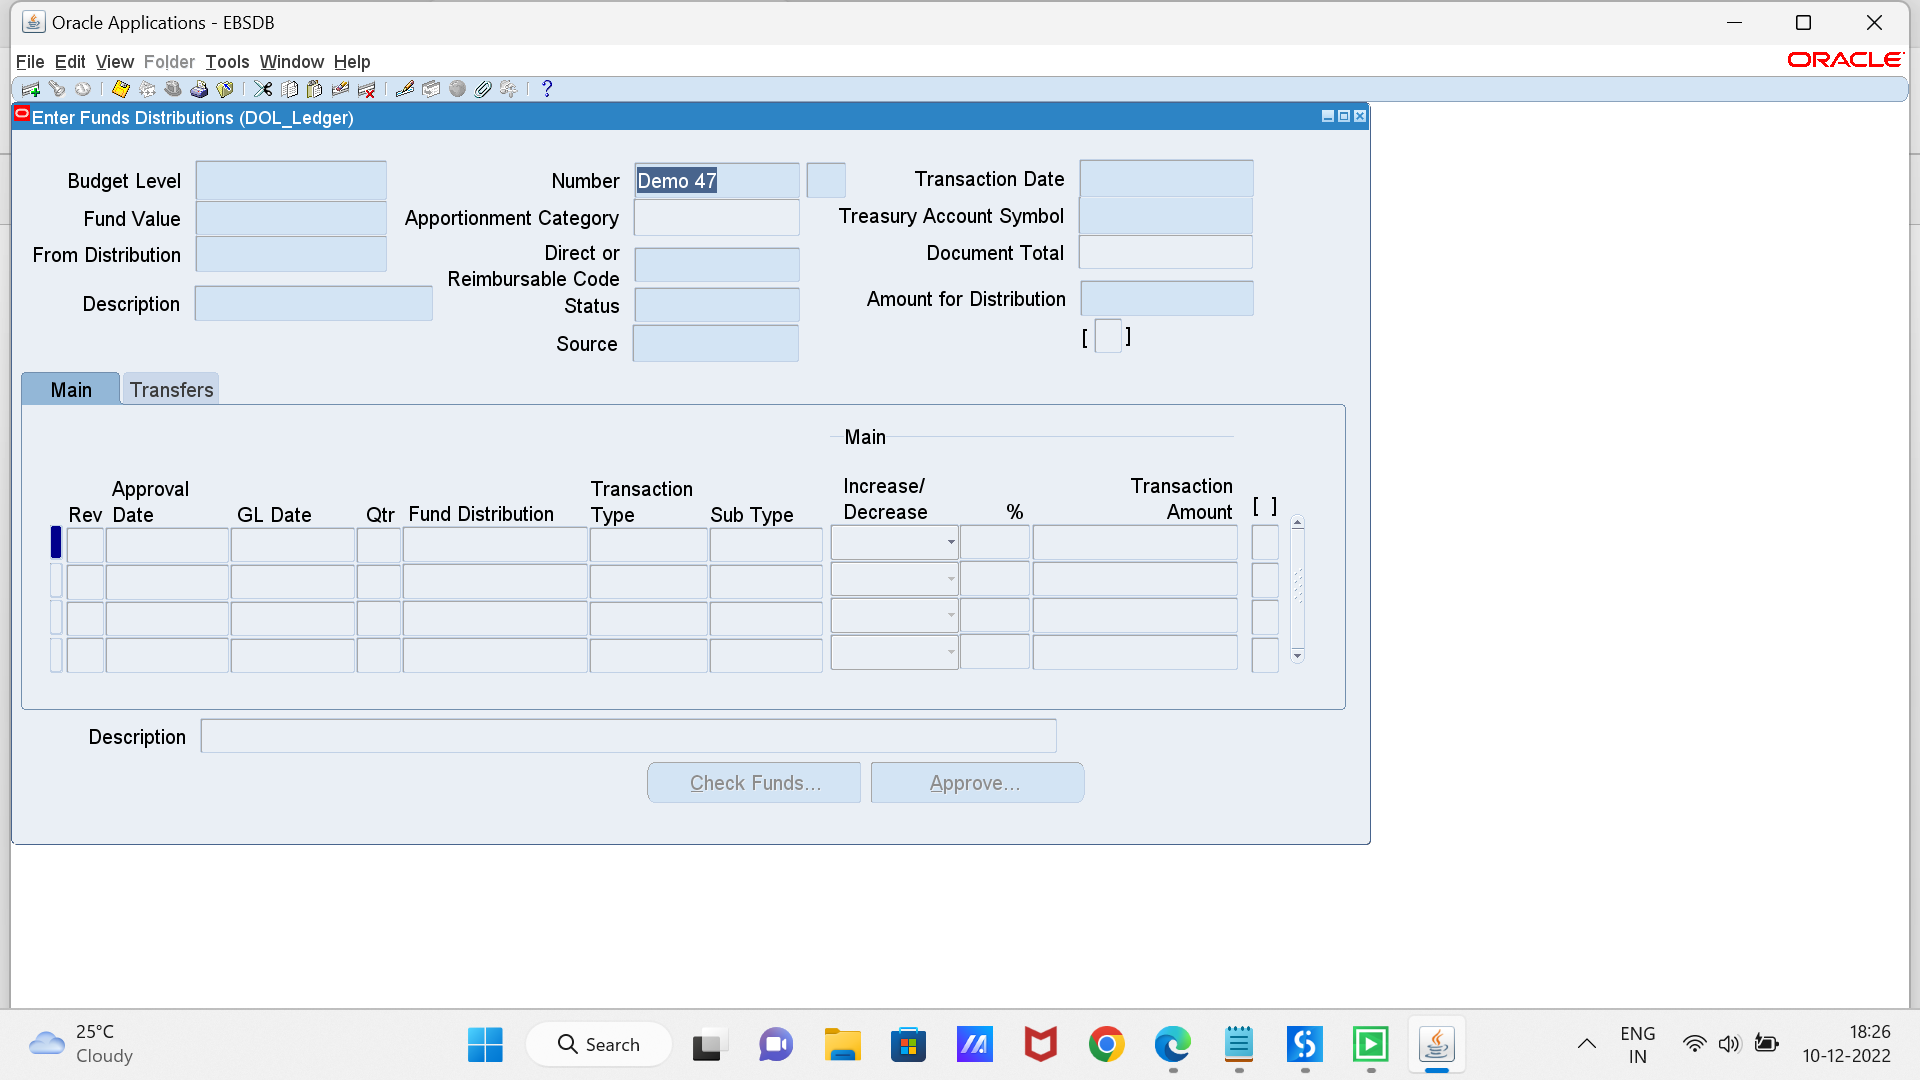 Oracle Applications - EBSDB
File Edit View Folder Tools Window Help
ORACLE
Enter Funds Distributions (DOL_Ledger)
Budget Level
Number Demo 47
Transaction Date
Fund Value
Apportionment Category
Treasury Account Symbol
From Distribution
Direct or
Reimbursable Code
Document Total
Description
Status
Amount for Distribution
Source
[ ]
Main Transfers
Main
Rev
Approval
Date
GL Date
Qtr
Fund Distribution
Transaction
Type
Sub Type
Increase/
Decrease
%
Transaction
Amount
[ ]
Description
Check Funds...
Approve...
25°C
Cloudy
Search
ENG
IN
18:26
10-12-2022